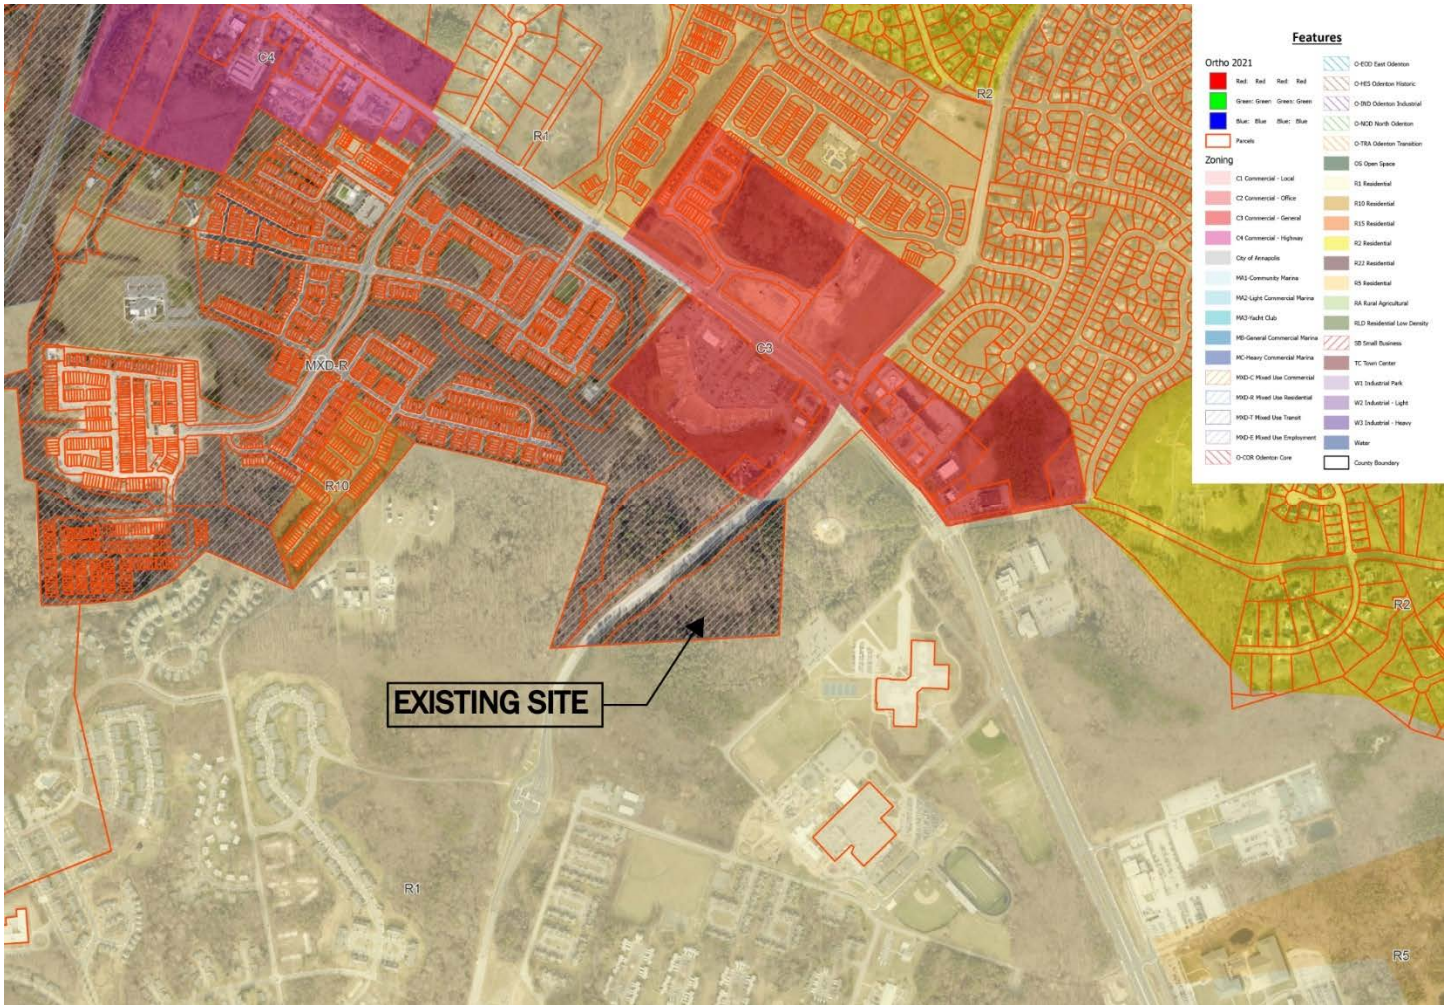 C4
R1
R2
C3
MXD-R
R10
R2
EXISTING SITE
R1
R5
Features
Ortho 2021
Red: Red Red: Red
Green: Green Green: Green
Blue: Blue Blue: Blue
Parcels
Zoning
C1 Commercial - Local
C2 Commercial - Office
C3 Commercial - General
C4 Commercial - Highway
City of Annapolis
MA1-Community Marina
MA2-Light Commercial Marina
MA3-Yacht Club
MB-General Commercial Marina
MC-Heavy Commercial Marina
MXD-C Mixed Use Commercial
MXD-R Mixed Use Residential
MXD-T Mixed Use Transit
MXD-E Mixed Use Employment
O-COR Odenton Core
O-EOD East Odenton
O-HIS Odenton Historic
O-IND Odenton Industrial
O-NOD North Odenton
O-TRA Odenton Transition
OS Open Space
R1 Residential
R10 Residential
R15 Residential
R2 Residential
R22 Residential
R5 Residential
RA Rural Agricultural
RLD Residential Low Density
SB Small Business
TC Town Center
W1 Industrial Park
W2 Industrial - Light
W3 Industrial - Heavy
Water
County Boundary